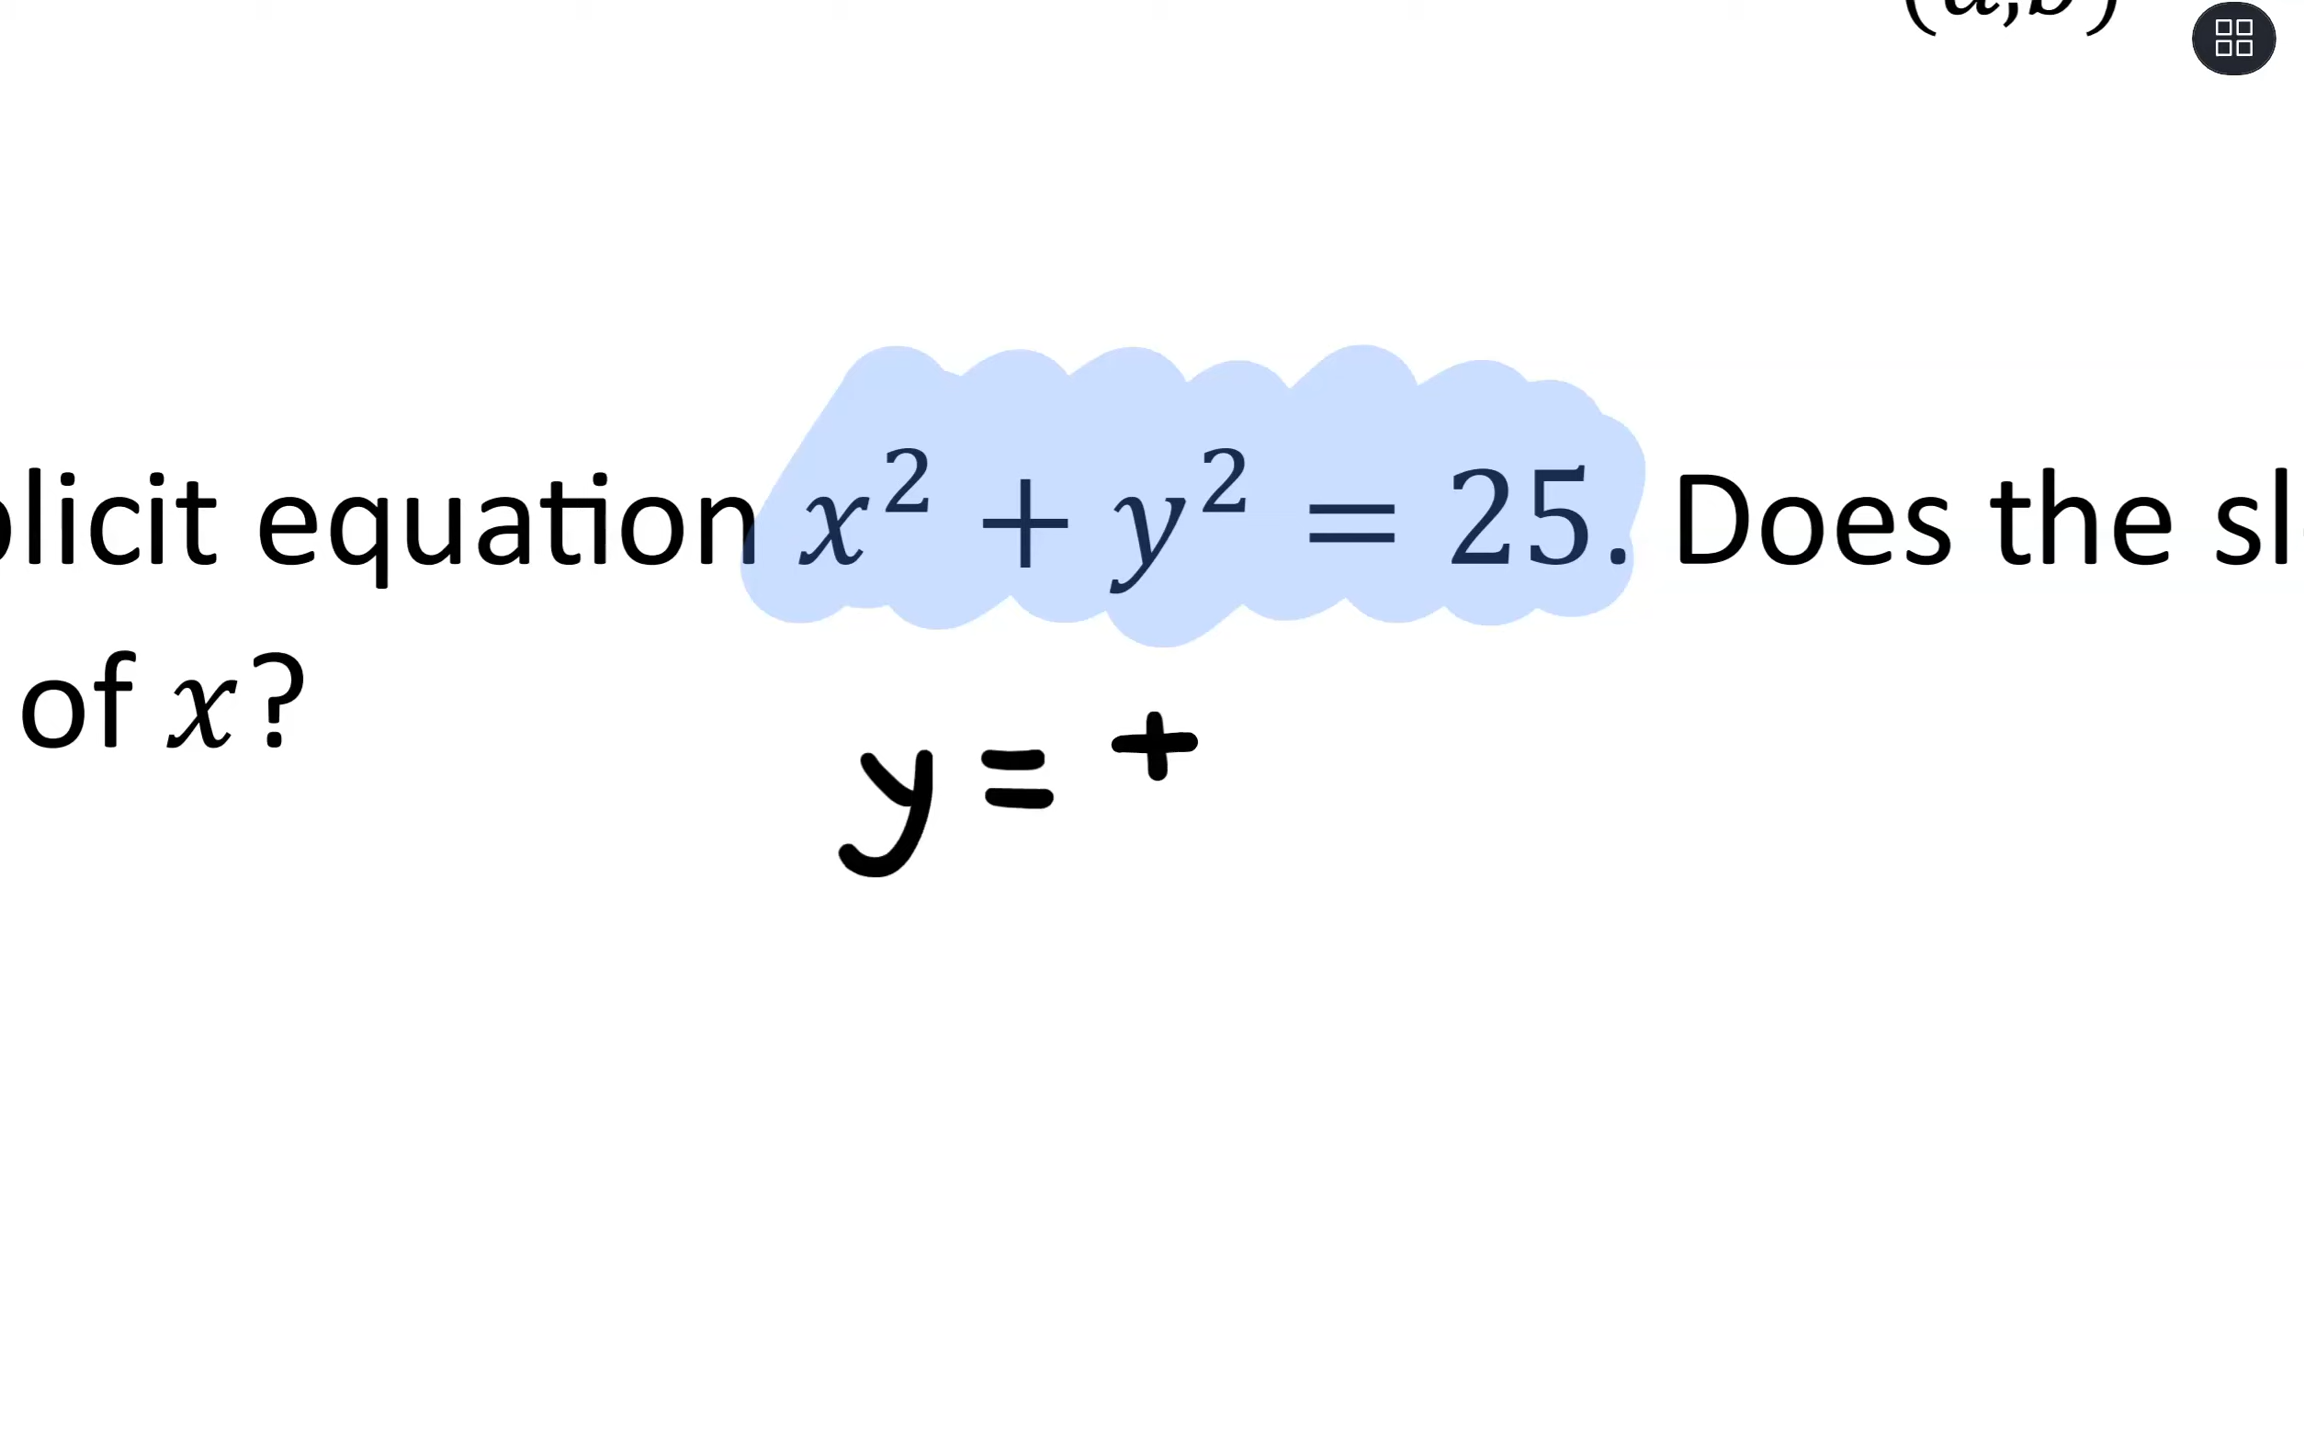 (a,b)
licit equation x² + y² = 25. Does the sl
of x?
y = +